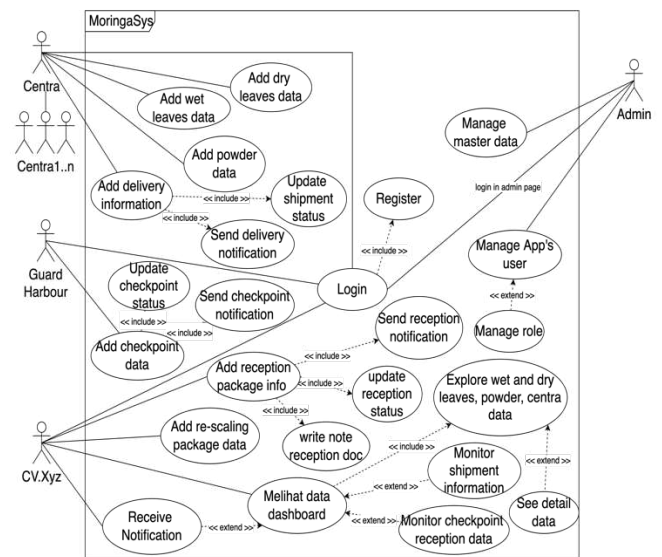 MoringaSys
Centra
Centra1..n
Guard
Harbour
CV.Xyz
Admin
Add dry
leaves data
Add wet
leaves data
Add powder
data
Add delivery
information
<< include >>
Update
shipment
status
<< include >>
Send delivery
notification
Manage
master data
login in admin page
Register
<< include >>
Login
Manage App's
user
<< extend >>
Manage role
Update
checkpoint
status
Send checkpoint
notification
<< include >>
<< include >>
Add checkpoint
data
Send reception
notification
<< include >>
Add reception
package info
<< include >>
update
reception
status
<< include >>
write note
reception doc
Explore wet and dry
leaves, powder, centra
data
Add re-scaling
package data
<< include >>
Monitor
shipment
information
<< extend >>
<< extend >>
See detail
data
Melihat data
dashboard
Receive
Notification
<< extend >>
<< extend >>
Monitor checkpoint
reception data